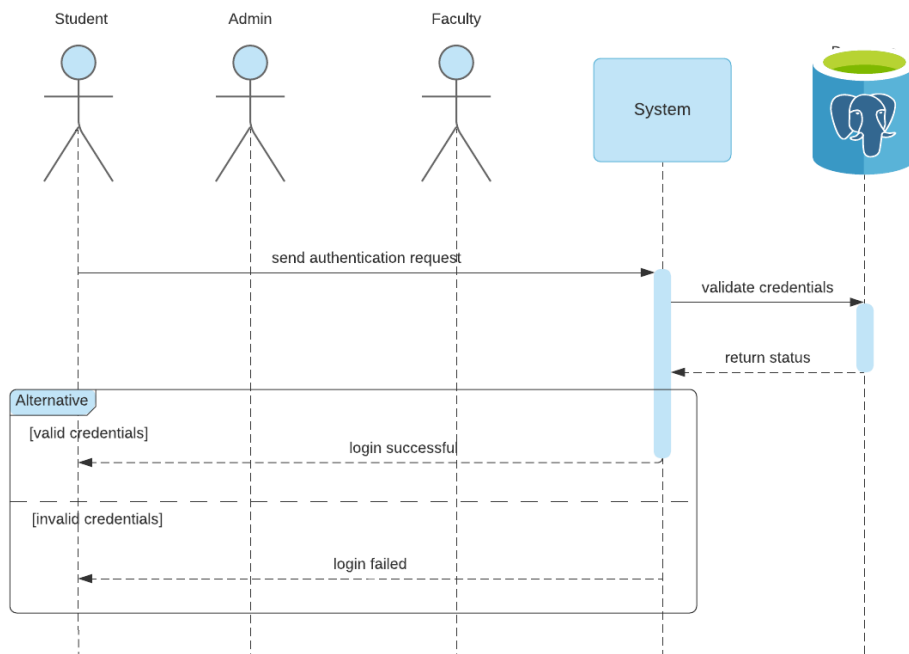 Student
Admin
Faculty
System
send authentication request
validate credentials
return status
Alternative
[valid credentials]
login successful
[invalid credentials]
login failed